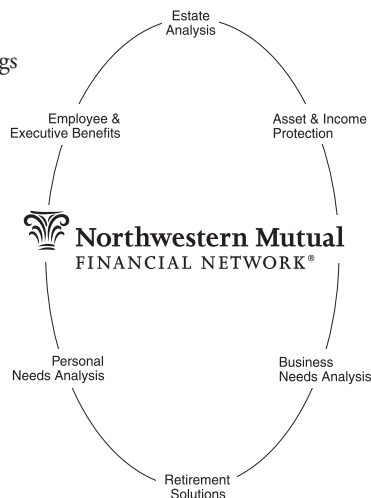 Estate
Analysis
gs
Employee &
Executive Benefits
Asset & Income
Protection
Northwestern Mutual
FINANCIAL NETWORK®
Personal
Needs Analysis
Business
Needs Analysis
Retirement
Solutions